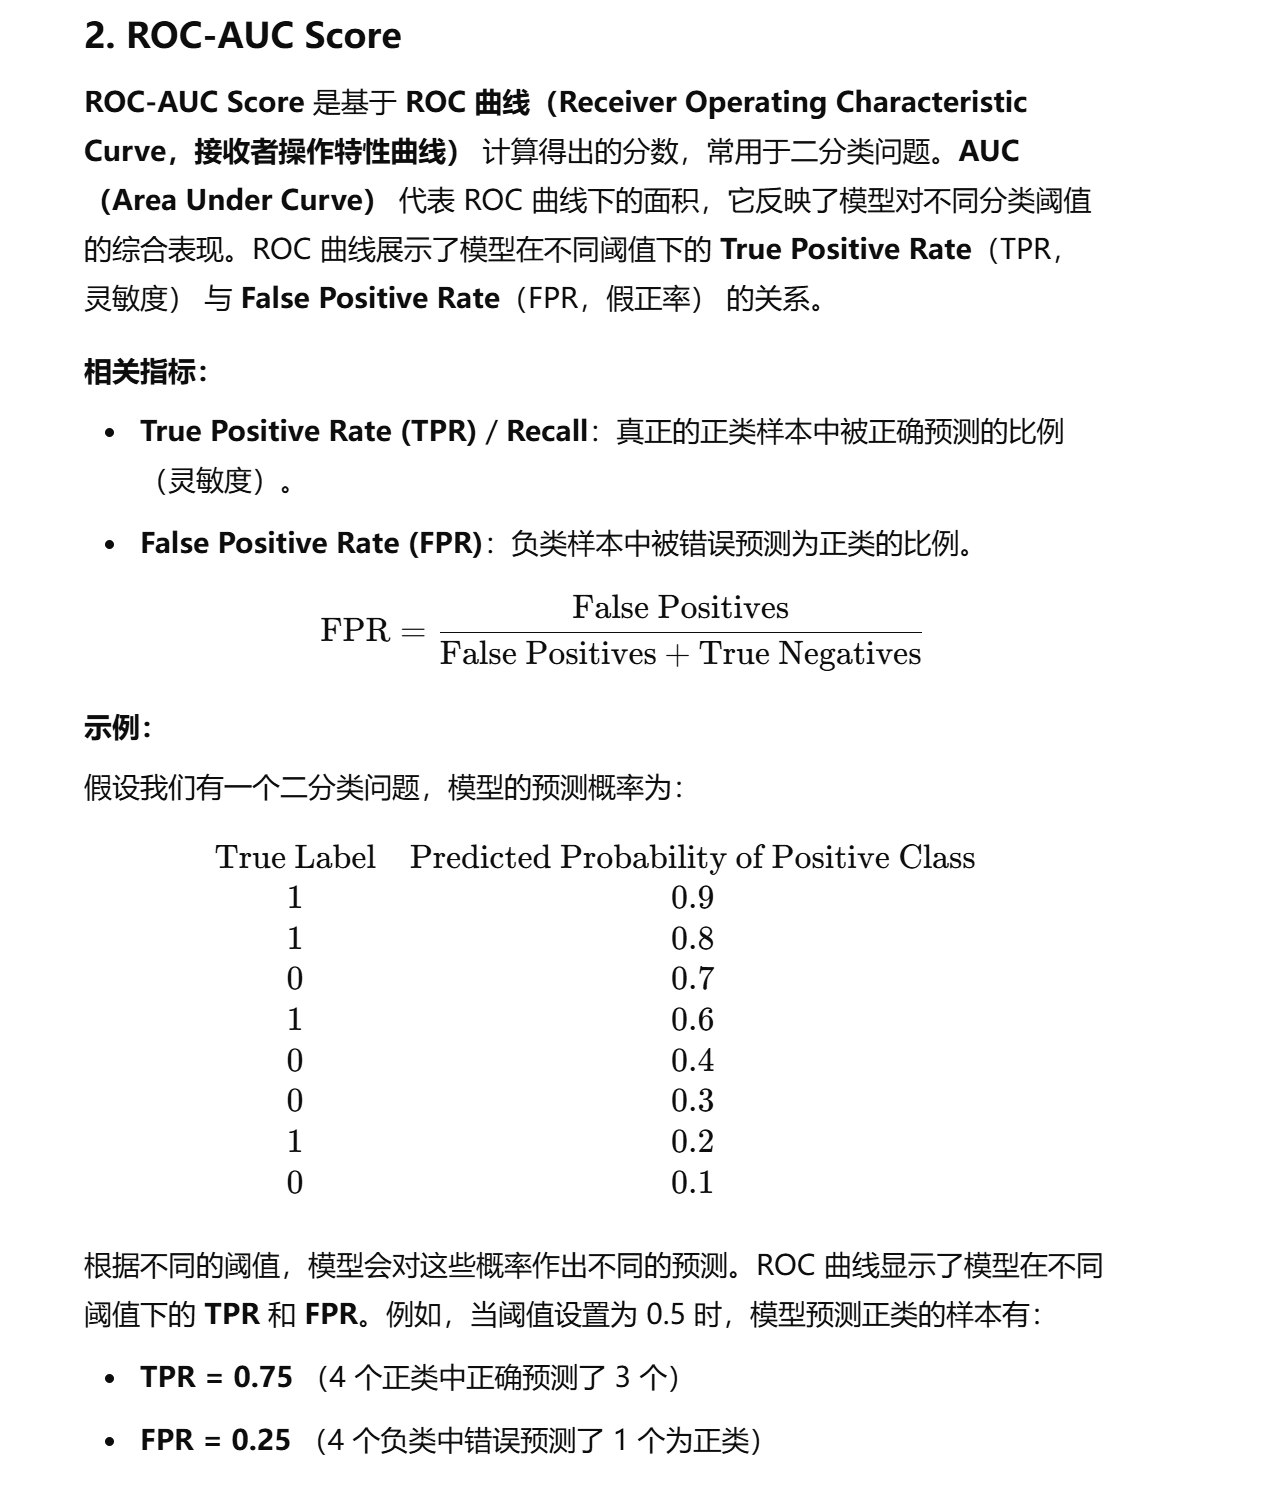 2. ROC-AUC Score
ROC-AUC Score 是基于 ROC 曲线（Receiver Operating Characteristic
Curve，接收者操作特性曲线） 计算得出的分数，常用于二分类问题。AUC
（Area Under Curve） 代表 ROC 曲线下的面积，它反映了模型对不同分类阈值
的综合表现。ROC 曲线展示了模型在不同阈值下的 True Positive Rate（TPR，
灵敏度） 与 False Positive Rate（FPR，假正率） 的关系。
相关指标：
• True Positive Rate (TPR) / Recall：真正的正类样本中被正确预测的比例
（灵敏度）。
• False Positive Rate (FPR)：负类样本中被错误预测为正类的比例。
FPR = False Positives / False Positives + True Negatives
示例：
假设我们有一个二分类问题，模型的预测概率为：
True Label Predicted Probability of Positive Class
1 0.9
1 0.8
0 0.7
1 0.6
0 0.4
0 0.3
1 0.2
0 0.1
根据不同的阈值，模型会对这些概率作出不同的预测。ROC 曲线显示了模型在不同
阈值下的 TPR 和 FPR。例如，当阈值设置为 0.5 时，模型预测正类的样本有：
• TPR = 0.75 （4 个正类中正确预测了 3 个）
• FPR = 0.25 （4 个负类中错误预测了 1 个为正类）